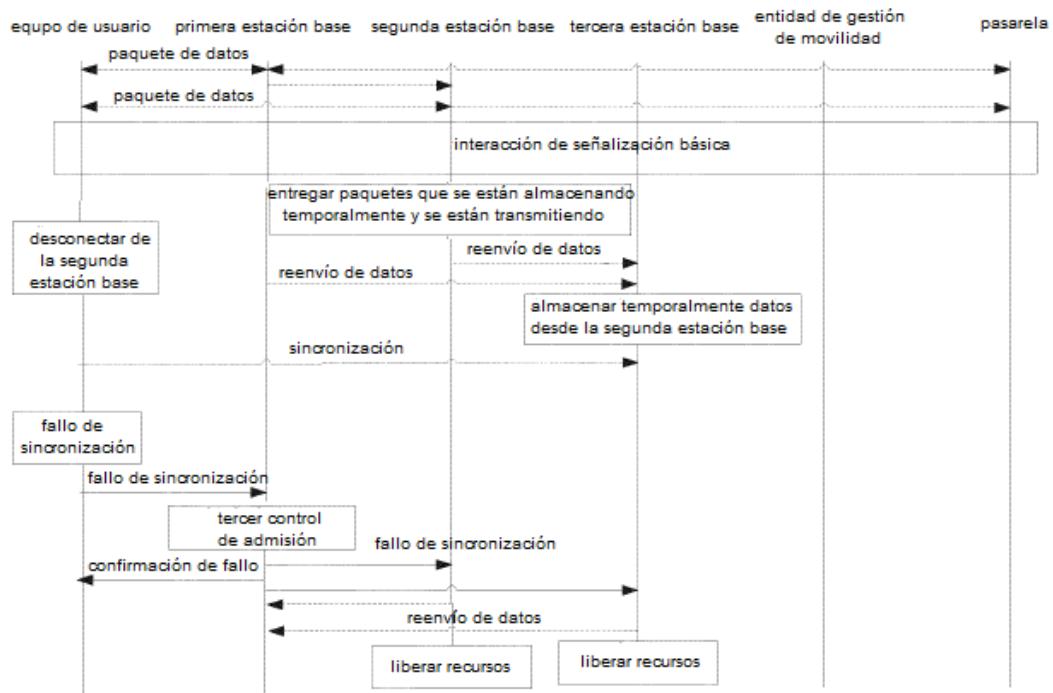 equpo de usuario primera estación base segunda estación base tercera estación base entidad de gestión de movilidad pasarela
paquete de datos
paquete de datos
interacción de señalización básica
entregar paquetes que se están almacenando
temporalmente y se están transmitiendo
desconectar de
la segunda
estación base
reenvío de datos
reenvío de datos
almacenar temporalmente datos
desde la segunda estación base
sincronización
fallo de
sincronización
fallo de sincronización
tercer control
de admisión
fallo de sincronización
confirmación de fallo
reenvío de datos
liberar recursos
liberar recursos